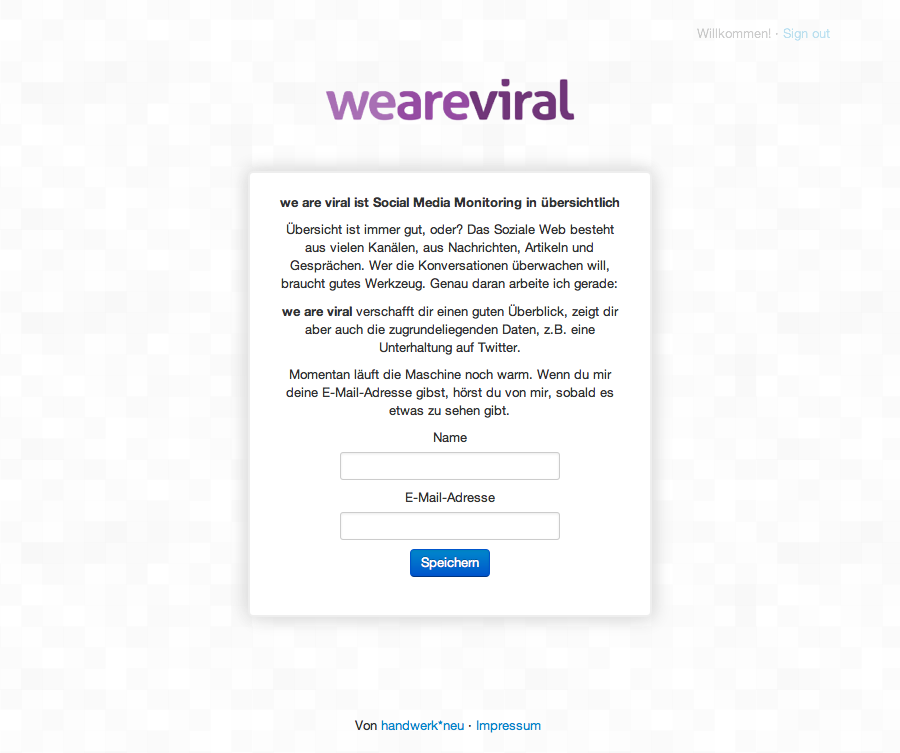 Willkommen! · Sign out
weareviral
we are viral ist Social Media Monitoring in übersichtlich
Übersicht ist immer gut, oder? Das Soziale Web besteht
aus vielen Kanälen, aus Nachrichten, Artikeln und
Gesprächen. Wer die Konversationen überwachen will,
braucht gutes Werkzeug. Genau daran arbeite ich gerade:
we are viral verschafft dir einen guten Überblick, zeigt dir
aber auch die zugrundeliegenden Daten, z.B. eine
Unterhaltung auf Twitter.
Momentan läuft die Maschine noch warm. Wenn du mir
deine E-Mail-Adresse gibst, hörst du von mir, sobald es
etwas zu sehen gibt.
Name
E-Mail-Adresse
Speichern
Von handwerk*neu · Impressum